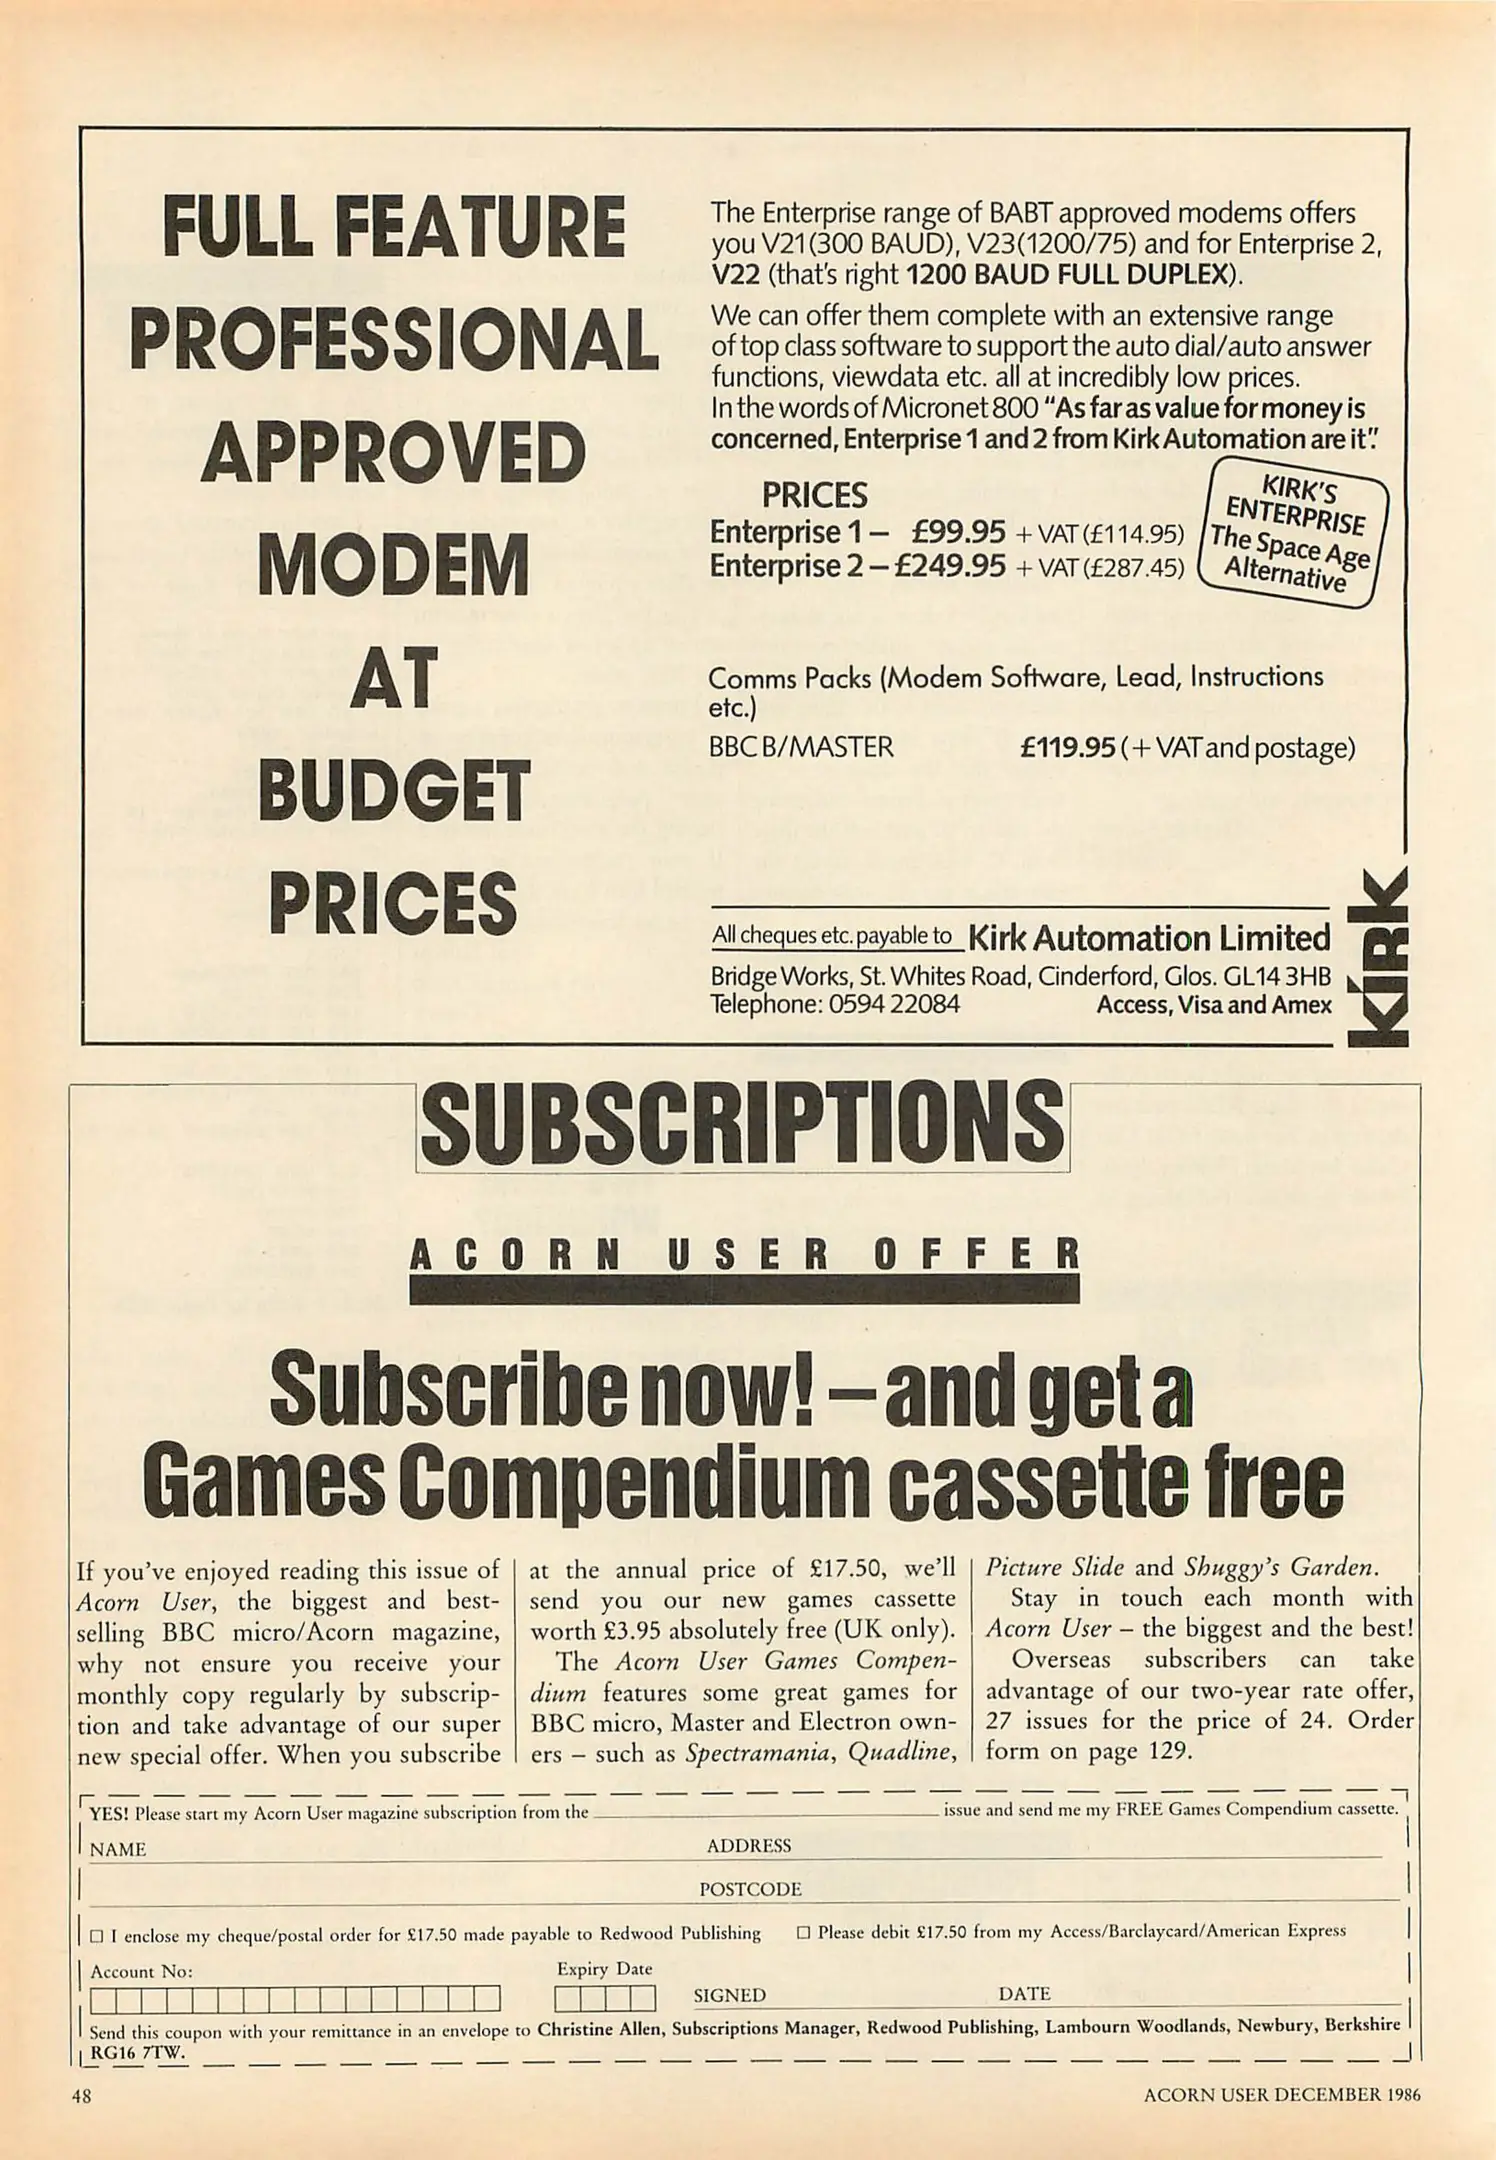 FULL FEATURE
PROFESSIONAL
APPROVED
MODEM
AT
BUDGET
PRICES
The Enterprise range of BABT approved modems offers
you V21(300 BAUD), V23(1200/75) and for Enterprise 2,
V22 (that's right 1200 BAUD FULL DUPLEX).
We can offer them complete with an extensive range
of top class software to support the auto dial/auto answer
functions, viewdata etc. all at incredibly low prices.
In the words of Micronet 800 "As far as value for money is
concerned, Enterprise 1 and 2 from Kirk Automation are it".
PRICES
Enterprise 1 – £99.95 + VAT (£114.95)
Enterprise 2 – £249.95 + VAT (£287.45)
KIRK'S
ENTERPRISE
The Space Age
Alternative
Comms Packs (Modem Software, Lead, Instructions
etc.)
BBC B/MASTER £119.95 (+ VAT and postage)
All cheques etc. payable to Kirk Automation Limited
Bridge Works, St. Whites Road, Cinderford, Glos. GL14 3HB
Telephone: 0594 22084 Access, Visa and Amex
KIRK
SUBSCRIPTIONS
ACORN USER OFFER
Subscribe now! – and get a
Games Compendium cassette free
If you've enjoyed reading this issue of
Acorn User, the biggest and best-
selling BBC micro/Acorn magazine,
why not ensure you receive your
monthly copy regularly by subscrip-
tion and take advantage of our super
new special offer. When you subscribe
at the annual price of £17.50, we'll
send you our new games cassette
worth £3.95 absolutely free (UK only).
The Acorn User Games Compen-
dium features some great games for
BBC micro, Master and Electron own-
ers – such as Spectramania, Quadline,
Picture Slide and Shuggy's Garden.
Stay in touch each month with
Acorn User – the biggest and the best!
Overseas subscribers can take
advantage of our two-year rate offer,
27 issues for the price of 24. Order
form on page 129.
YES! Please start my Acorn User magazine subscription from the issue and send me my FREE Games Compendium cassette.
NAME ADDRESS
POSTCODE
□ I enclose my cheque/postal order for £17.50 made payable to Redwood Publishing □ Please debit £17.50 from my Access/Barclaycard/American Express
Account No: Expiry Date
SIGNED DATE
Send this coupon with your remittance in an envelope to Christine Allen, Subscriptions Manager, Redwood Publishing, Lambourn Woodlands, Newbury, Berkshire
RG16 7TW.
48 ACORN USER DECEMBER 1986